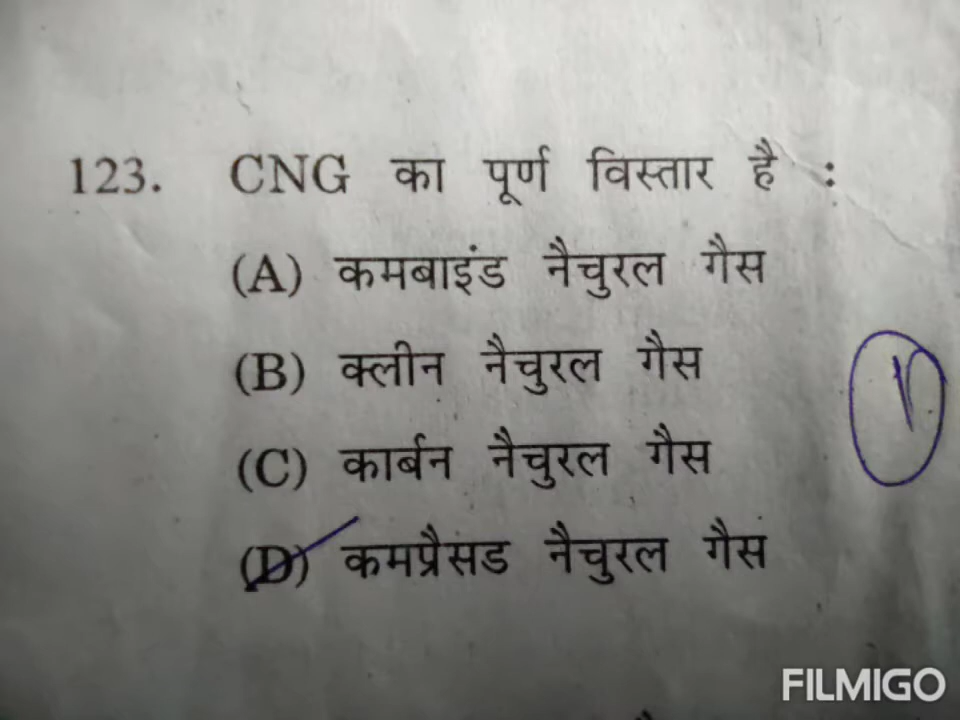 123. CNG का पूर्ण विस्तार है :
(A) कमबाइंड नैचुरल गैस
(B) क्लीन नैचुरल गैस
(C) कार्बन नैचुरल गैस
(D) कमप्रैसड नैचुरल गैस
FILMIGO